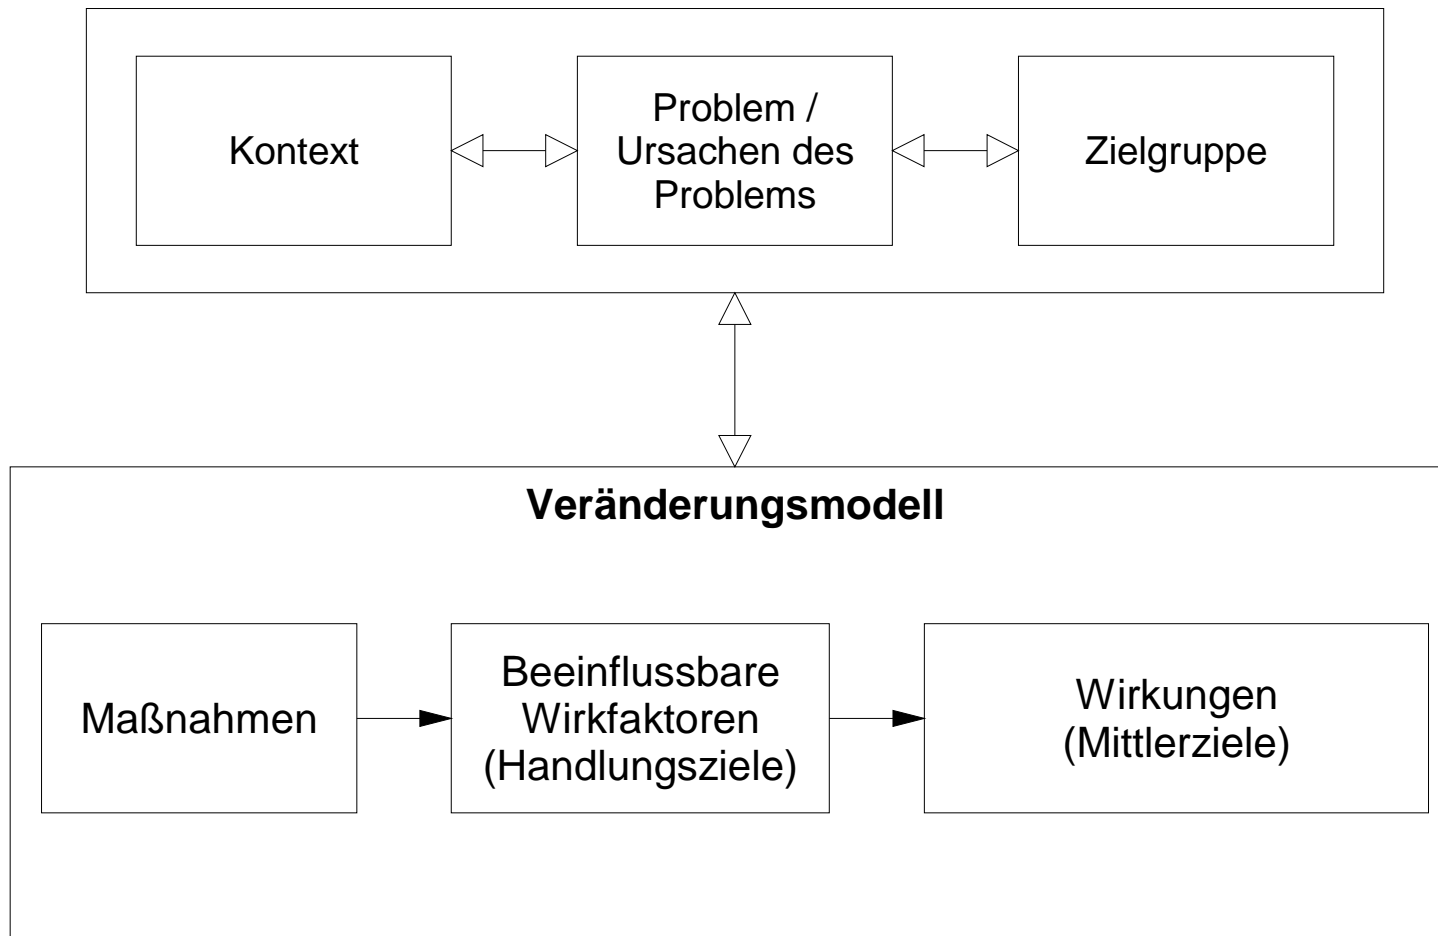 Kontext
Problem /
Ursachen des
Problems
Zielgruppe
Veränderungsmodell
Maßnahmen
Beeinflussbare
Wirkfaktoren
(Handlungsziele)
Wirkungen
(Mittlerziele)